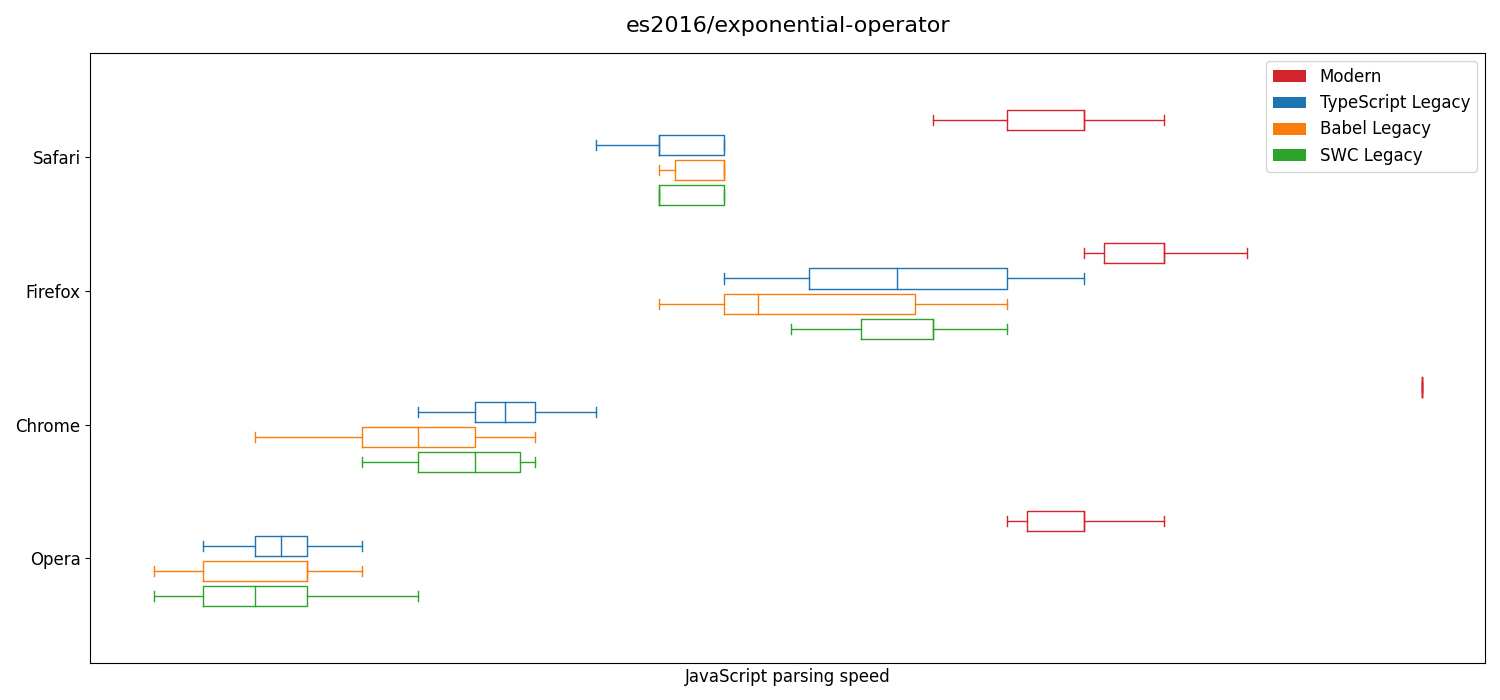 es2016/exponential-operator
Modern
TypeScript Legacy
Babel Legacy
SWC Legacy
Safari
Firefox
Chrome
Opera
JavaScript parsing speed